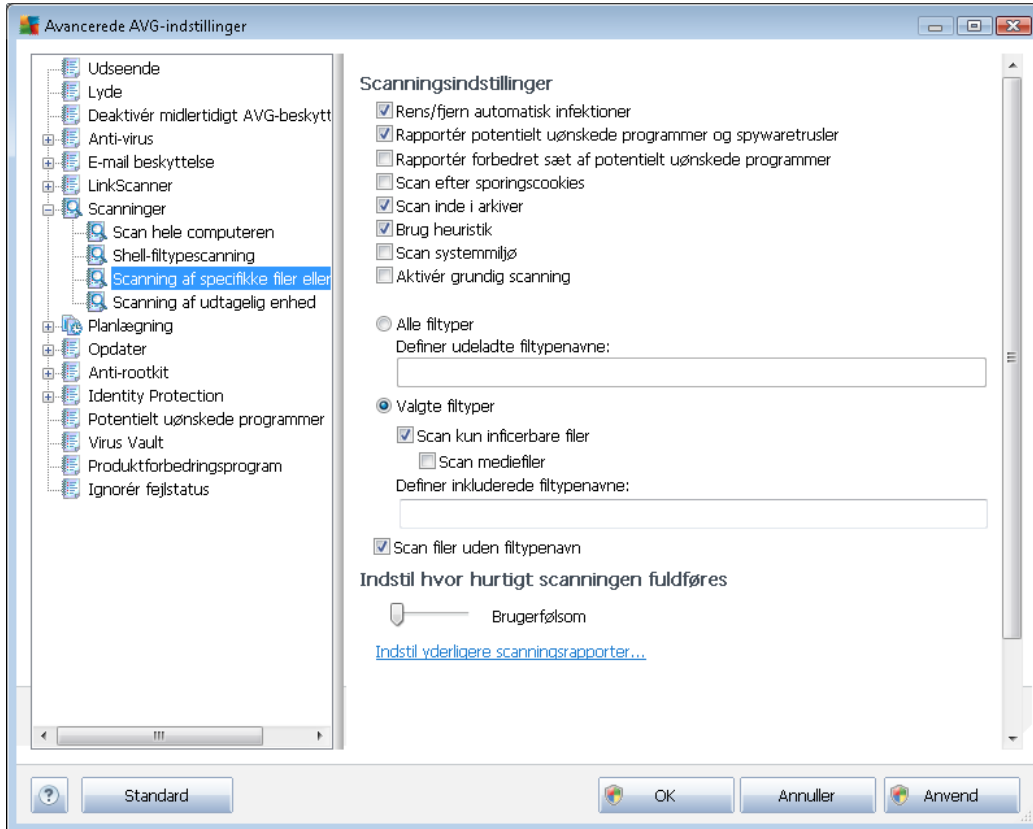 Avancerede AVG-indstillinger
Udseende
Lyde
Deaktivér midlertidigt AVG-beskytt
Anti-virus
E-mail beskyttelse
LinkScanner
Scanninger
Scan hele computeren
Shell-filtypescanning
Scanning af specifikke filer eller
Scanning af udtagelig enhed
Planlægning
Opdater
Anti-rootkit
Identity Protection
Potentielt uønskede programmer
Virus Vault
Produktforbedringsprogram
Ignorér fejlstatus
Scanningsindstillinger
Rens/fjern automatisk infektioner
Rapportér potentielt uønskede programmer og spywaretrusler
Rapportér forbedret sæt af potentielt uønskede programmer
Scan efter sporingscookies
Scan inde i arkiver
Brug heuristik
Scan systemmiljø
Aktivér grundig scanning
Alle filtyper
Definer udeladte filtypenavne:
Valgte filtyper
Scan kun inficerbare filer
Scan mediefiler
Definer inkluderede filtypenavne:
Scan filer uden filtypenavn
Indstil hvor hurtigt scanningen fuldføres
Brugerfølsom
Indstil yderligere scanningsrapporter...
? Standard OK Annuller Anvend